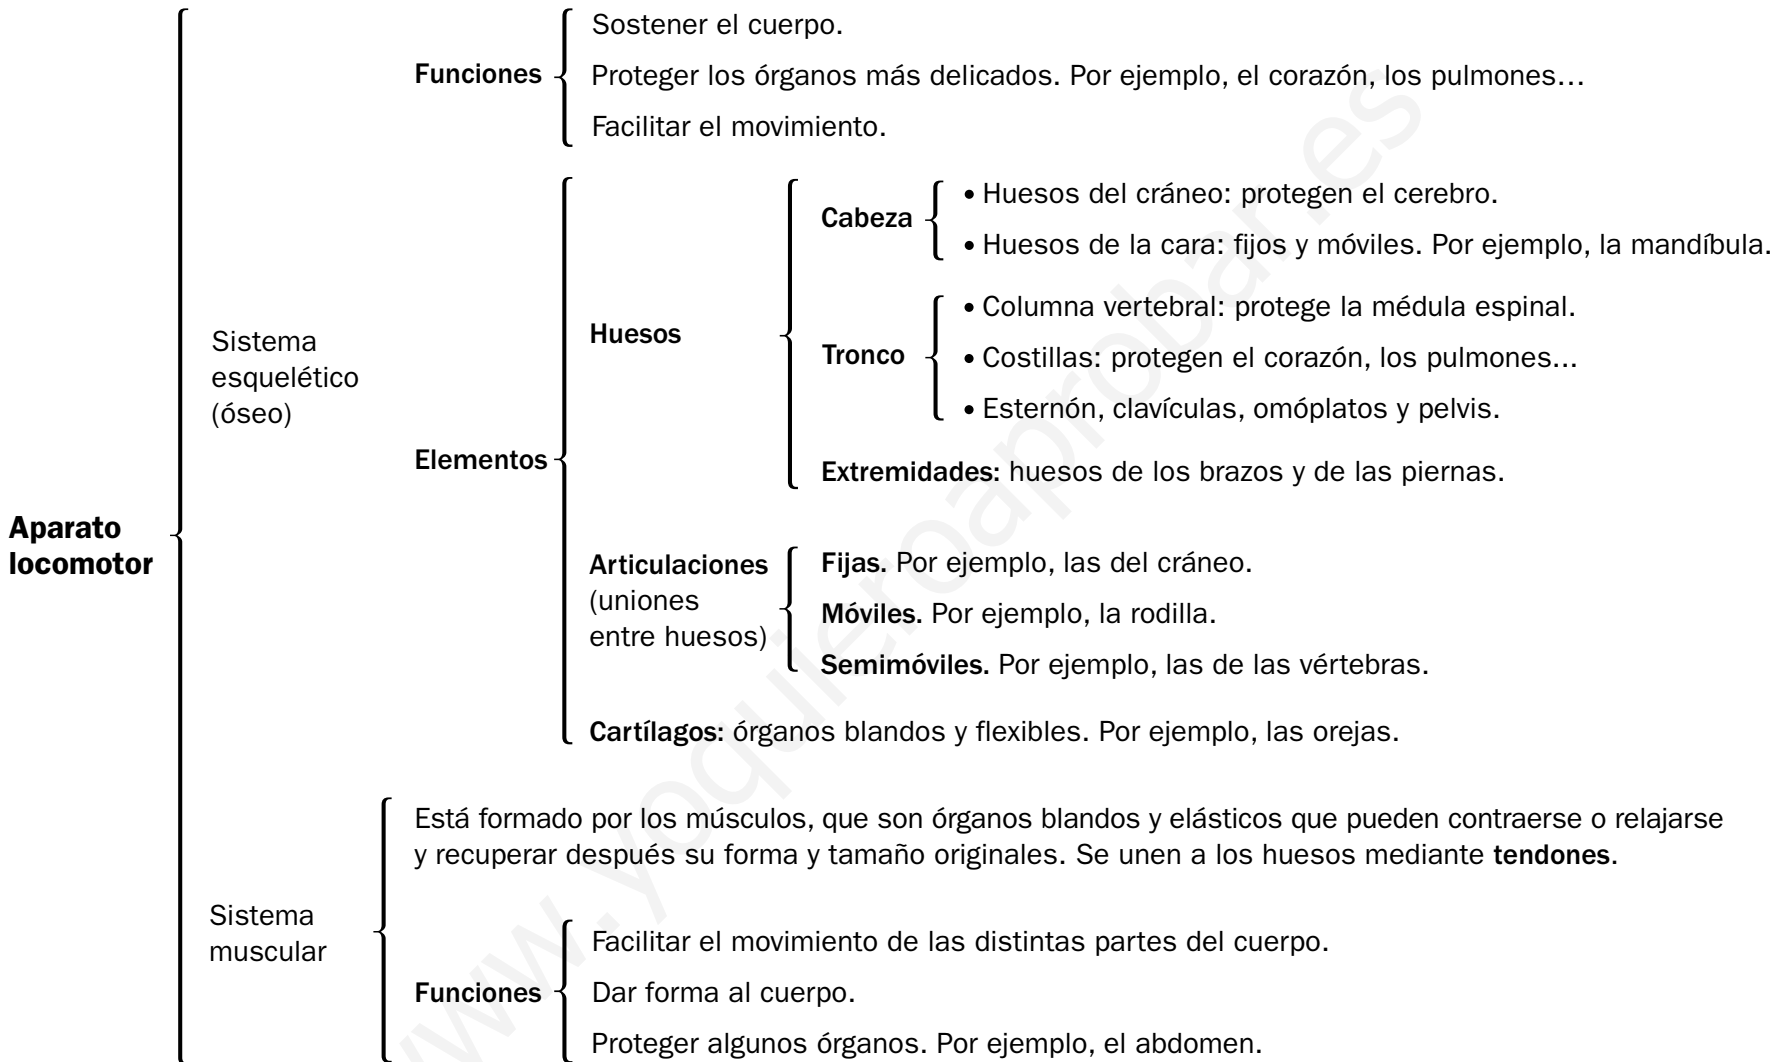 Aparato
locomotor
Sistema
esquelético
(óseo)
Funciones
Sostener el cuerpo.
Proteger los órganos más delicados. Por ejemplo, el corazón, los pulmones…
Facilitar el movimiento.
Elementos
Huesos
Cabeza
• Huesos del cráneo: protegen el cerebro.
• Huesos de la cara: fijos y móviles. Por ejemplo, la mandíbula.
Tronco
• Columna vertebral: protege la médula espinal.
• Costillas: protegen el corazón, los pulmones…
• Esternón, clavículas, omóplatos y pelvis.
Extremidades: huesos de los brazos y de las piernas.
Articulaciones
(uniones
entre huesos)
Fijas. Por ejemplo, las del cráneo.
Móviles. Por ejemplo, la rodilla.
Semimóviles. Por ejemplo, las de las vértebras.
Cartílagos: órganos blandos y flexibles. Por ejemplo, las orejas.
Sistema
muscular
Está formado por los músculos, que son órganos blandos y elásticos que pueden contraerse o relajarse
y recuperar después su forma y tamaño originales. Se unen a los huesos mediante tendones.
Funciones
Facilitar el movimiento de las distintas partes del cuerpo.
Dar forma al cuerpo.
Proteger algunos órganos. Por ejemplo, el abdomen.
www.yoquieroaprobar.es